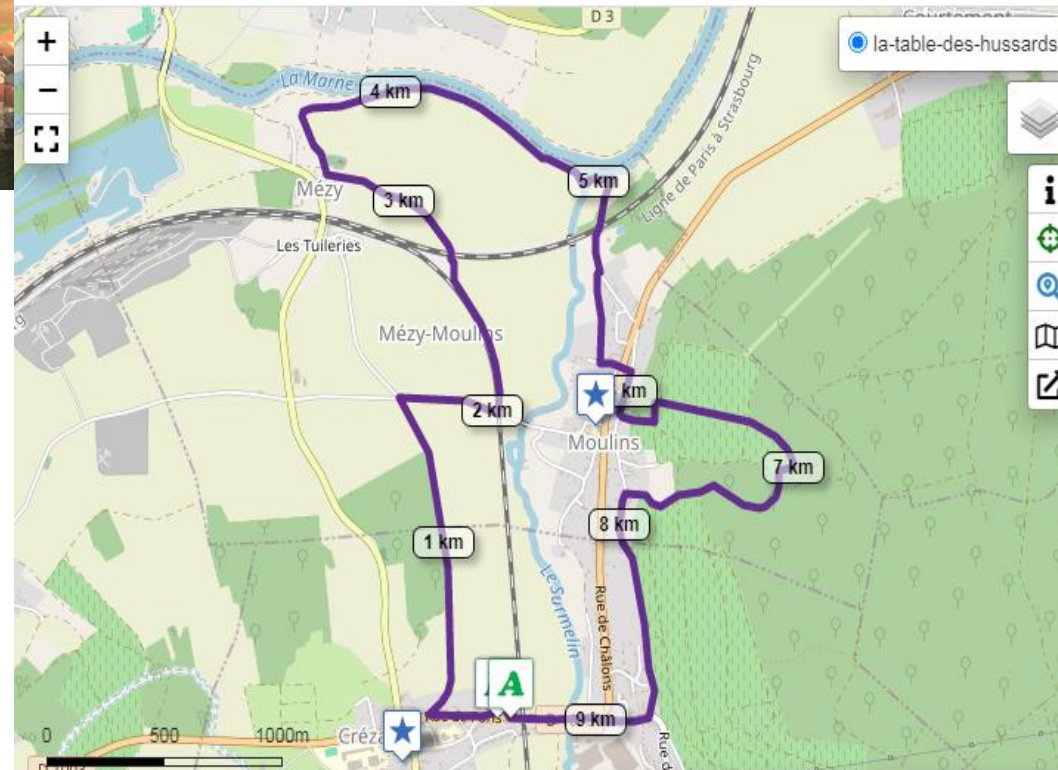 D 3
la-table-des-hussards
+
−
La Marne
4 km
Ligne de Paris à Strasbourg
5 km
Mézy
3 km
Les Tuileries
Mézy-Moulins
km
2 km
Moulins
7 km
8 km
1 km
Le Surmelin
Rue de Châlons
A
9 km
0 500 1000m